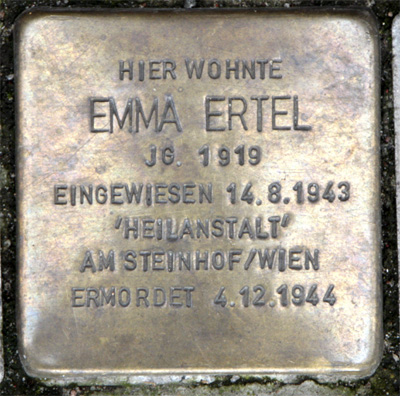 HIER WOHNTE
EMMA ERTEL
JG. 1919
EINGEWIESEN 14.8.1943
'HEILANSTALT'
AM STEINHOF/WIEN
ERMORDET 4.12.1944